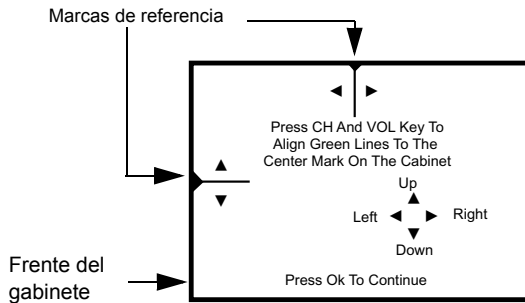 Marcas de referencia
Press CH And VOL Key To
Align Green Lines To The
Center Mark On The Cabinet
Up
Left
Right
Down
Frente del
gabinete
Press Ok To Continue